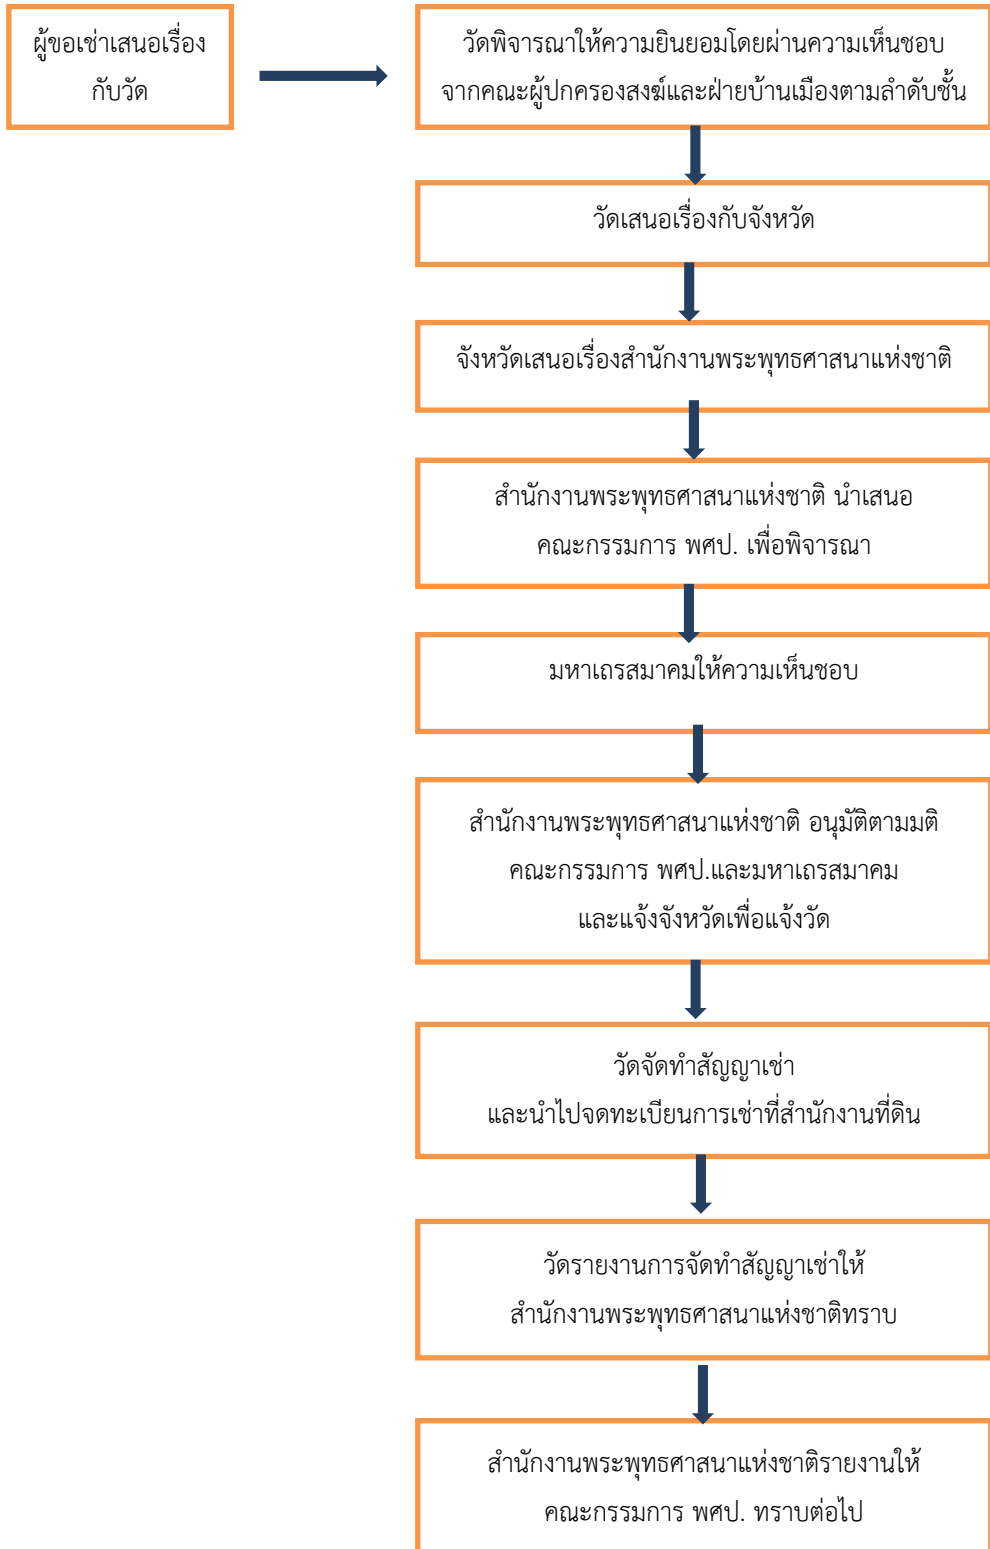 ผู้ขอเช่าเสนอเรื่อง
กับวัด
วัดพิจารณาให้ความยินยอมโดยผ่านความเห็นชอบ
จากคณะผู้ปกครองสงฆ์และฝ่ายบ้านเมืองตามลำดับชั้น
วัดเสนอเรื่องกับจังหวัด
จังหวัดเสนอเรื่องสำนักงานพระพุทธศาสนาแห่งชาติ
สำนักงานพระพุทธศาสนาแห่งชาติ นำเสนอ
คณะกรรมการ พศป. เพื่อพิจารณา
มหาเถรสมาคมให้ความเห็นชอบ
สำนักงานพระพุทธศาสนาแห่งชาติ อนุมัติตามมติ
คณะกรรมการ พศป.และมหาเถรสมาคม
และแจ้งจังหวัดเพื่อแจ้งวัด
วัดจัดทำสัญญาเช่า
และนำไปจดทะเบียนการเช่าที่สำนักงานที่ดิน
วัดรายงานการจัดทำสัญญาเช่าให้
สำนักงานพระพุทธศาสนาแห่งชาติทราบ
สำนักงานพระพุทธศาสนาแห่งชาติรายงานให้
คณะกรรมการ พศป. ทราบต่อไป